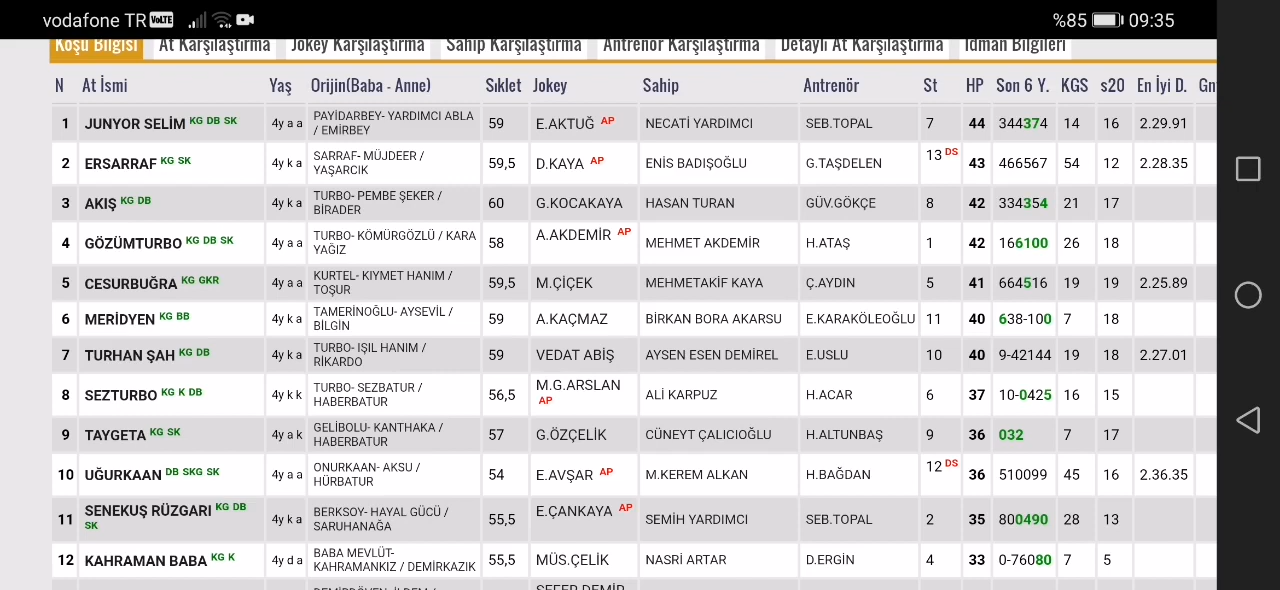 vodafone TR VoLTE %85 09:35
Koşu Bilgisi At Karşılaştırma Jokey Karşılaştırma Sahip Karşılaştırma Antrenör Karşılaştırma Detaylı At Karşılaştırma İdman Bilgileri
N At İsmi Yaş Orijin(Baba - Anne) Sıklet Jokey Sahip Antrenör St HP Son 6 Y. KGS s20 En İyi D. Gn
1 JUNYOR SELİM KG DB SK 4y a a PAYİDARBEY- YARDIMCI ABLA / EMİRBEY 59 E.AKTUĞ AP NECATİ YARDIMCI SEB.TOPAL 7 44 344374 14 16 2.29.91
2 ERSARRAF KG SK 4y k a SARRAF- MÜJDEER / YAŞARCIK 59,5 D.KAYA AP ENİS BADIŞOĞLU G.TAŞDELEN 13 DS 43 466567 54 12 2.28.35
3 AKIŞ KG DB 4y k a TURBO- PEMBE ŞEKER / BİRADER 60 G.KOCAKAYA HASAN TURAN GÜV.GÖKÇE 8 42 334354 21 17
4 GÖZÜMTURBO KG DB SK 4y a a TURBO- KÖMÜRGÖZLÜ / KARA YAĞIZ 58 A.AKDEMİR AP MEHMET AKDEMİR H.ATAŞ 1 42 166100 26 18
5 CESURBUĞRA KG GKR 4y a a KURTEL- KIYMET HANIM / TOŞUR 59,5 M.ÇİÇEK MEHMETAKİF KAYA Ç.AYDIN 5 41 664516 19 19 2.25.89
6 MERİDYEN KG BB 4y k a TAMERİNOĞLU- AYSEVİL / BİLGİN 59 A.KAÇMAZ BİRKAN BORA AKARSU E.KARAKÖLEOĞLU 11 40 638-100 7 18
7 TURHAN ŞAH KG DB 4y k a TURBO- IŞIL HANIM / RİKARDO 59 VEDAT ABİŞ AYSEN ESEN DEMİREL E.USLU 10 40 9-42144 19 18 2.27.01
8 SEZTURBO KG K DB 4y k k TURBO- SEZBATUR / HABERBATUR 56,5 M.G.ARSLAN AP ALİ KARPUZ H.ACAR 6 37 10-0425 16 15
9 TAYGETA KG SK 4y a k GELİBOLU- KANTHAKA / HABERBATUR 57 G.ÖZÇELİK CÜNEYT ÇALICIOĞLU H.ALTUNBAŞ 9 36 032 7 17
10 UĞURKAAN DB SKG SK 4y a a ONURKAAN- AKSU / HÜRBATUR 54 E.AVŞAR AP M.KEREM ALKAN H.BAĞDAN 12 DS 36 510099 45 16 2.36.35
11 SENEKUŞ RÜZGARI KG DB SK 4y k a BERKSOY- HAYAL GÜCÜ / SARUHANAĞA 55,5 E.ÇANKAYA AP SEMİH YARDIMCI SEB.TOPAL 2 35 800490 28 13
12 KAHRAMAN BABA KG K 4y d a BABA MEVLÜT- KAHRAMANKIZ / DEMİRKAZIK 55,5 MÜS.ÇELİK NASRİ ARTAR D.ERGİN 4 33 0-76080 7 5